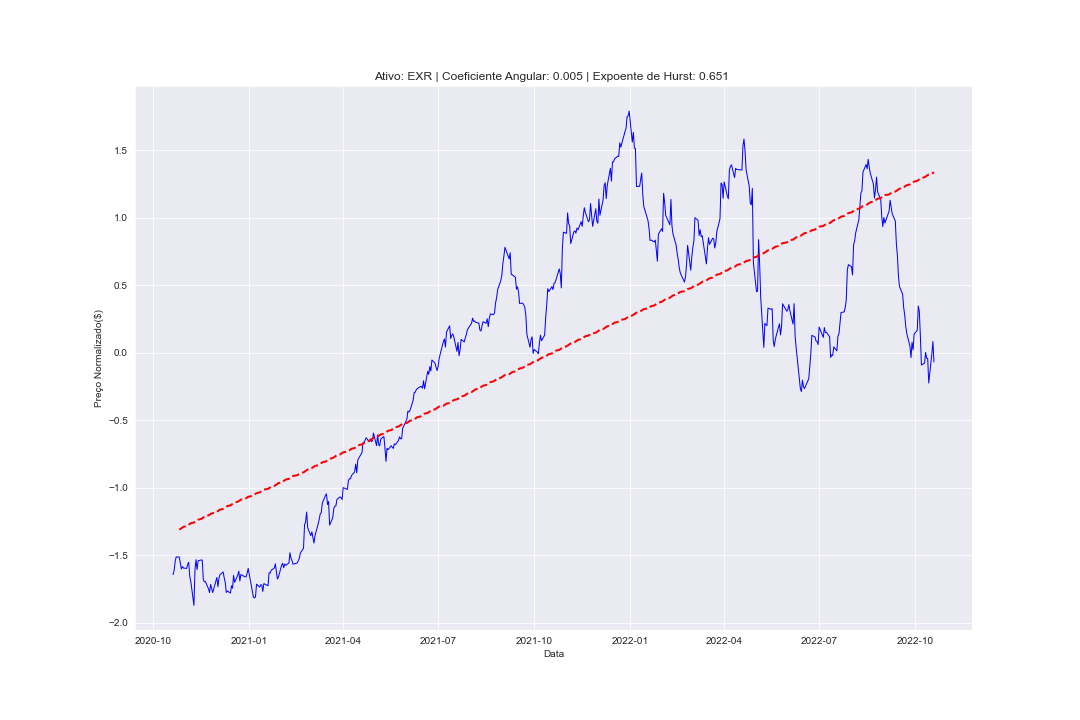 Ativo: EXR | Coeficiente Angular: 0.005 | Expoente de Hurst: 0.651
Preço Normalizado($)
1.5
1.0
0.5
0.0
−0.5
−1.0
−1.5
−2.0
2020-10 2021-01 2021-04 2021-07 2021-10 2022-01 2022-04 2022-07 2022-10
Data